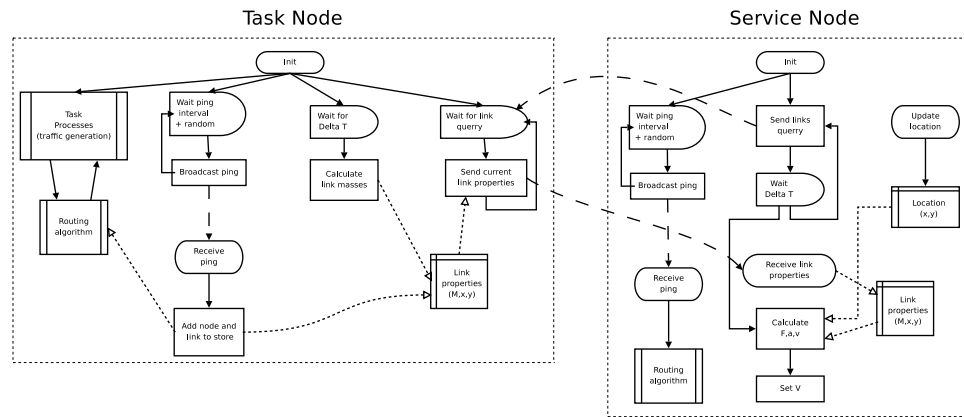 Task Node
Service Node
Init
Task
Processes
(traffic generation)
Wait ping
interval
+ random
Wait for
Delta T
Wait for link
querry
Broadcast ping
Calculate
link masses
Send current
link properties
Routing
algorithm
Receive
ping
Link
properties
(M,x,y)
Add node and
link to store
Init
Wait ping
interval
+ random
Send links
querry
Update
location
Broadcast ping
Wait
Delta T
Location
(x,y)
Receive
ping
Receive link
properties
Link
properties
(M,x,y)
Calculate
F,a,v
Routing
algorithm
Set V